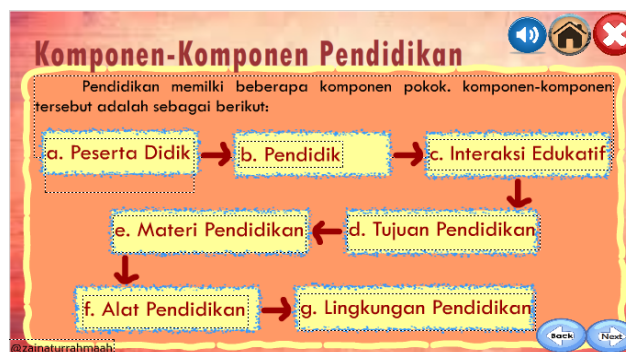 Komponen-Komponen Pendidikan
Pendidikan memilki beberapa komponen pokok. komponen-komponen
tersebut adalah sebagai berikut:
a. Peserta Didik
b. Pendidik
c. Interaksi Edukatif
e. Materi Pendidikan
d. Tujuan Pendidikan
f. Alat Pendidikan
g. Lingkungan Pendidikan
Back
Next
@zainaturrahmaah